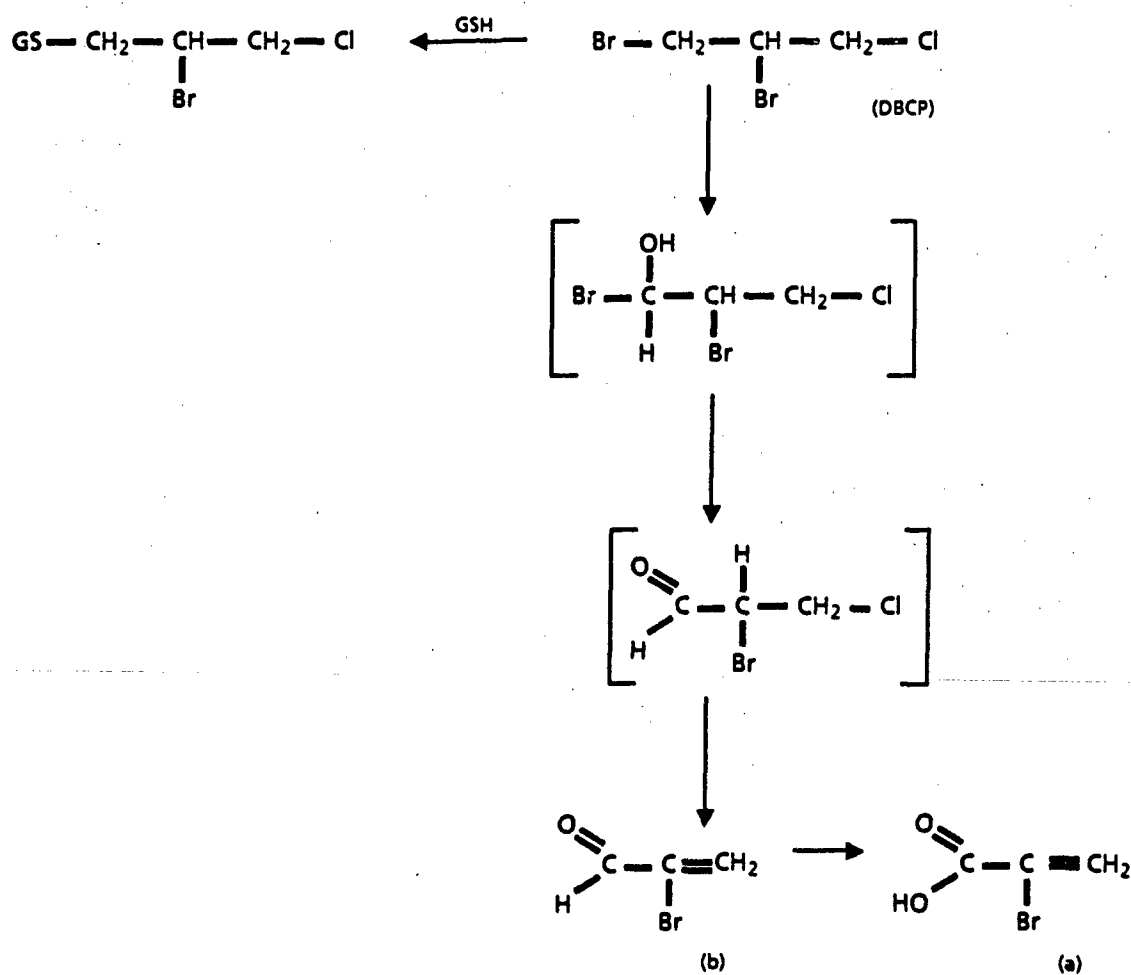 GSH
GS—CH₂—CH—CH₂—Cl
Br
Br—CH₂—CH—CH₂—Cl
Br
(DBCP)
OH
Br—C—CH—CH₂—Cl
H Br
H
O
C—C—CH₂—Cl
H
Br
O
C—C=CH₂
H
Br
(b)
O
C—C=CH₂
HO
Br
(a)